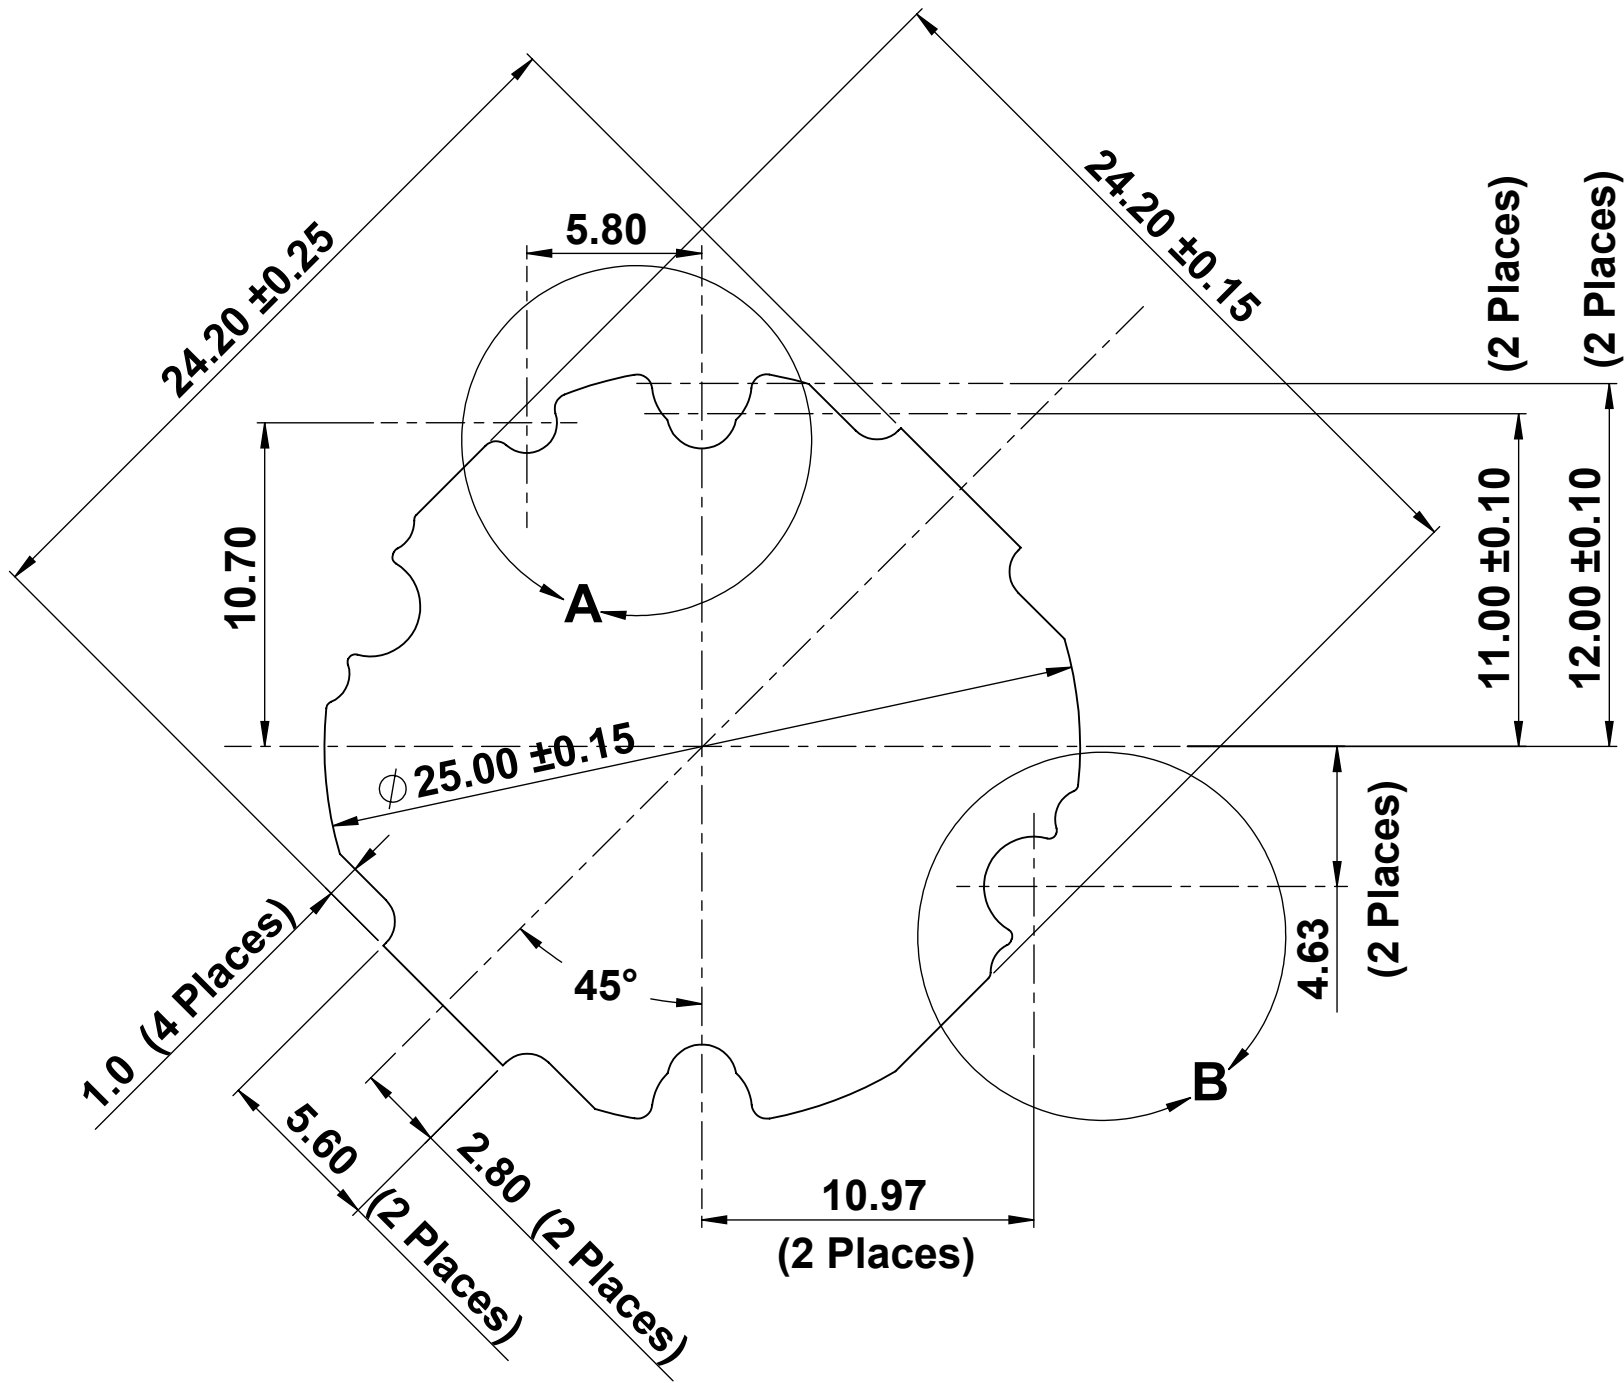 24.20 ±0.25
5.80
24.20 ±0.15
(2 Places)
(2 Places)
10.70
A
11.00 ±0.10
12.00 ±0.10
∅ 25.00 ±0.15
(2 Places)
4.63
45°
1.0 (4 Places)
B
5.60
(2 Places)
2.80 (2 Places)
10.97
(2 Places)